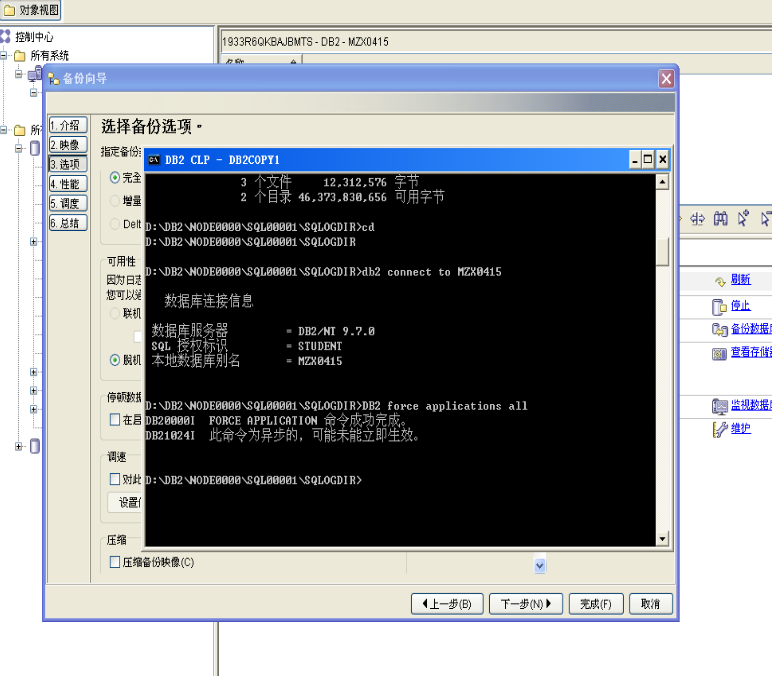 对象视图
控制中心
所有系统
1933R6QKBAJBMTS - DB2 - MZX0415
名称
备份向导
1.介绍
2.映像
3.选项
4.性能
5.调度
6.总结
选择备份选项。
指定备份
完全
增量
Delt
可用性
因为日志
您可以
联机
脱机
停顿数据
在启
调速
对此
设置
压缩
压缩备份映像(C)
DB2 CLP - DB2COPY1
3 个文件 12,312,576 字节
2 个目录 46,373,830,656 可用字节
D:\DB2\NODE0000\SQL00001\SQLOGDIR>cd
D:\DB2\NODE0000\SQL00001\SQLOGDIR
D:\DB2\NODE0000\SQL00001\SQLOGDIR>db2 connect to MZX0415
数据库连接信息
数据库服务器 = DB2/NT 9.7.0
SQL 授权标识 = STUDENT
本地数据库别名 = MZX0415
D:\DB2\NODE0000\SQL00001\SQLOGDIR>DB2 force applications all
DB20000I FORCE APPLICATION 命令成功完成。
DB21024I 此命令为异步的，可能未能立即生效。
D:\DB2\NODE0000\SQL00001\SQLOGDIR>
上一步(B)
下一步(N)
完成(F)
取消
刷新
停止
备份数据库
查看存储
监视数据库
维护